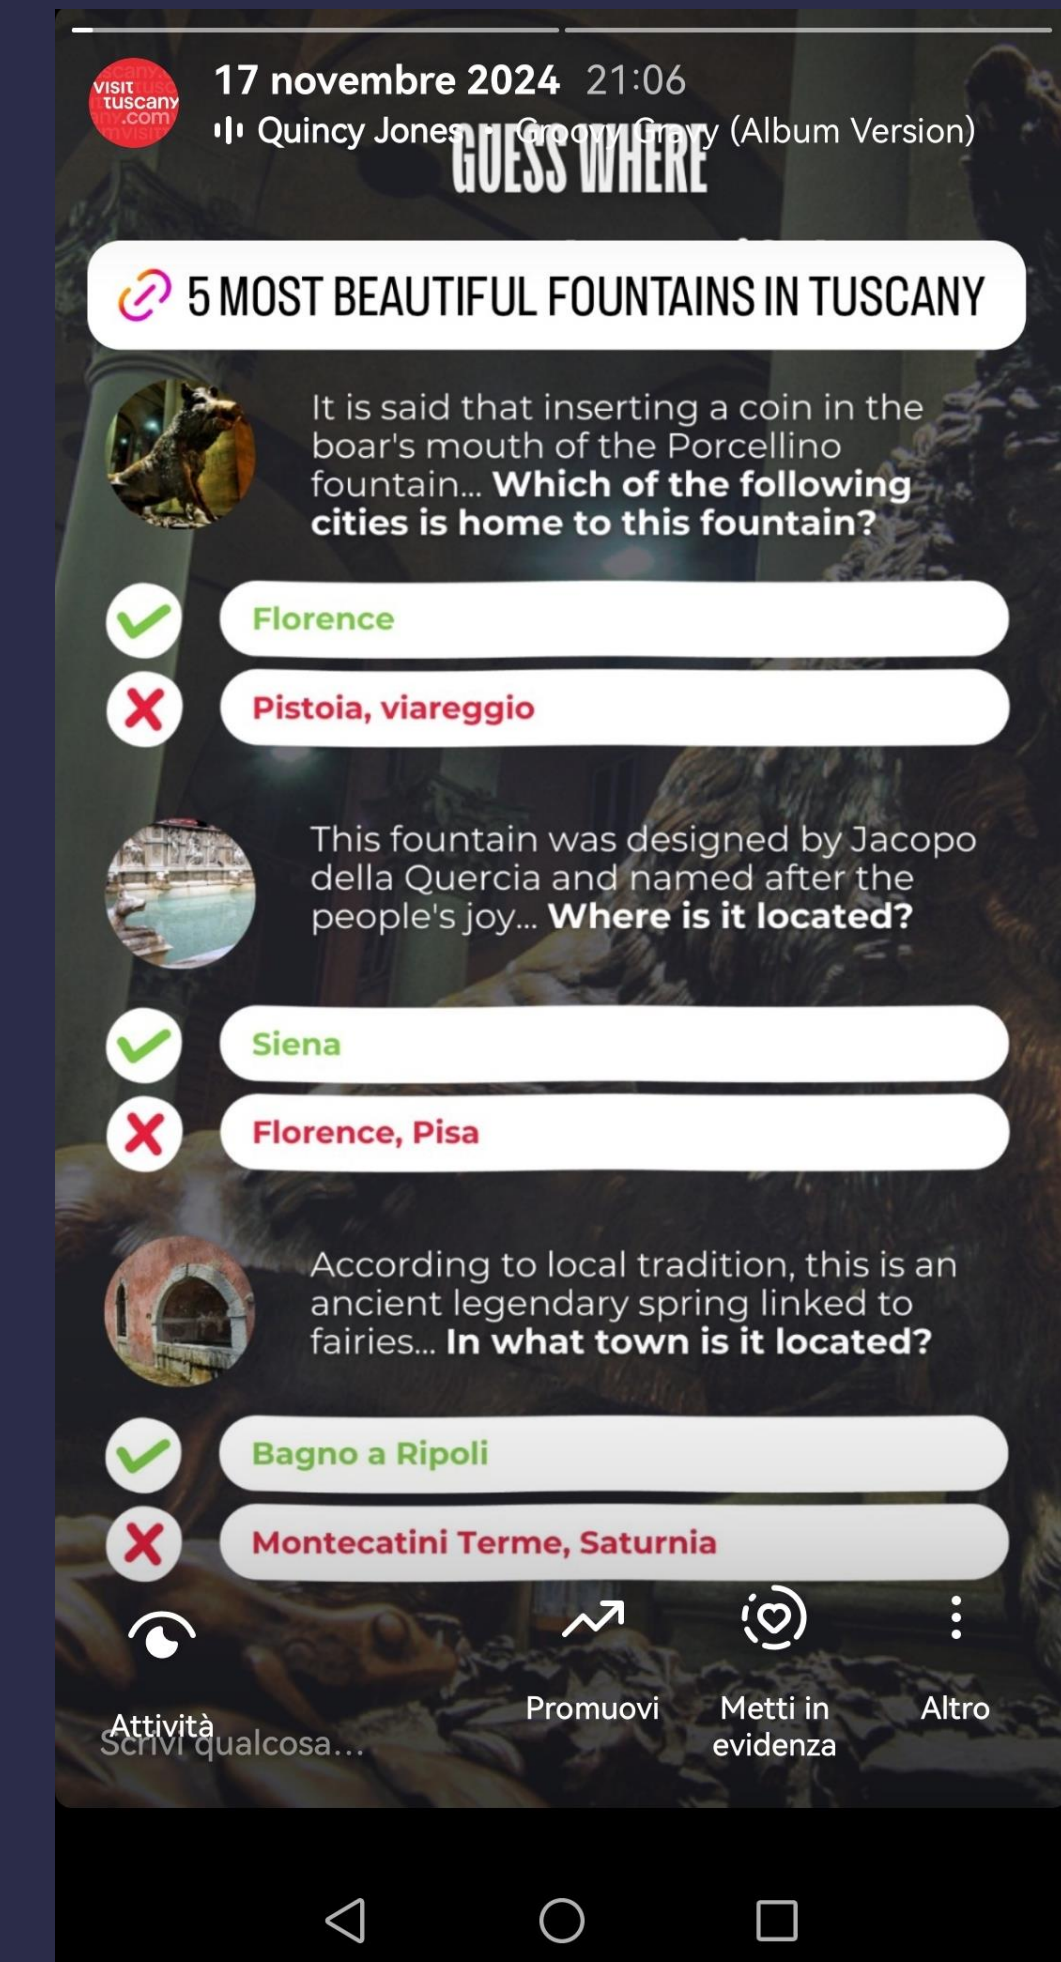 visit
tuscany
.com
17 novembre 2024 21:06
Quincy Jones • Groovy Gravy (Album Version)
GUESS WHERE
5 MOST BEAUTIFUL FOUNTAINS IN TUSCANY
It is said that inserting a coin in the
boar's mouth of the Porcellino
fountain... Which of the following
cities is home to this fountain?
Florence
Pistoia, viareggio
This fountain was designed by Jacopo
della Quercia and named after the
people's joy... Where is it located?
Siena
Florence, Pisa
According to local tradition, this is an
ancient legendary spring linked to
fairies... In what town is it located?
Bagno a Ripoli
Montecatini Terme, Saturnia
Promuovi
Metti in
evidenza
Altro
Attività
Scrivi qualcosa...